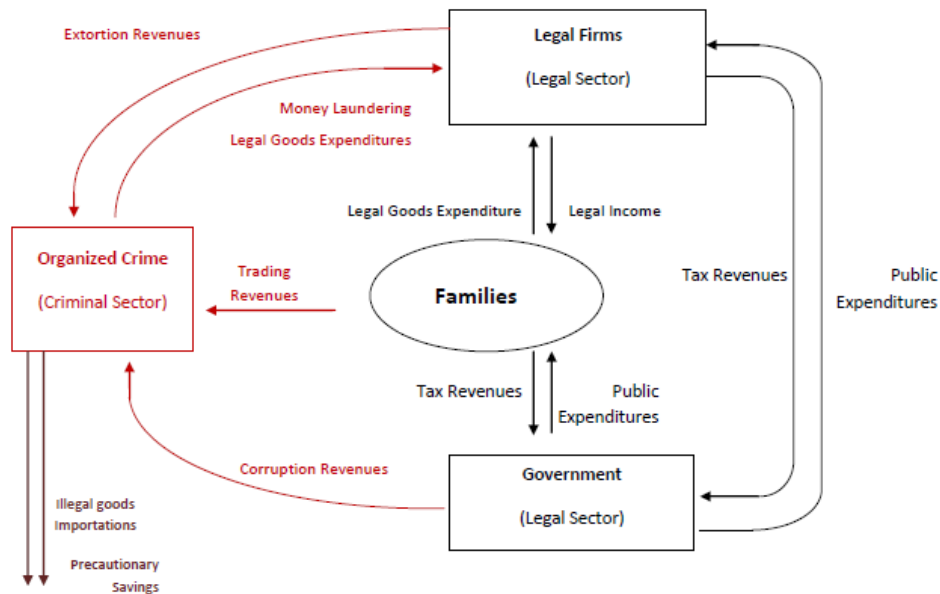 Extortion Revenues
Legal Firms
(Legal Sector)
Money Laundering
Legal Goods Expenditures
Legal Goods Expenditure
Legal Income
Organized Crime
(Criminal Sector)
Trading
Revenues
Families
Tax Revenues
Public
Expenditures
Tax Revenues
Public
Expenditures
Corruption Revenues
Government
(Legal Sector)
Illegal goods
Importations
Precautionary
Savings